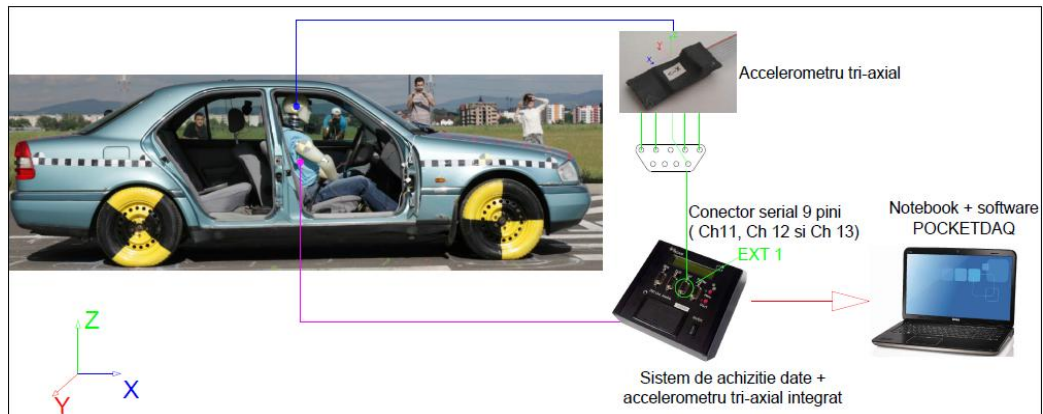 Accelerometru tri-axial
Conector serial 9 pini
( Ch11, Ch 12 si Ch 13)
EXT 1
Notebook + software
POCKETDAQ
Sistem de achizitie date +
accelerometru tri-axial integrat
Z
X
Y
Z
Y
X